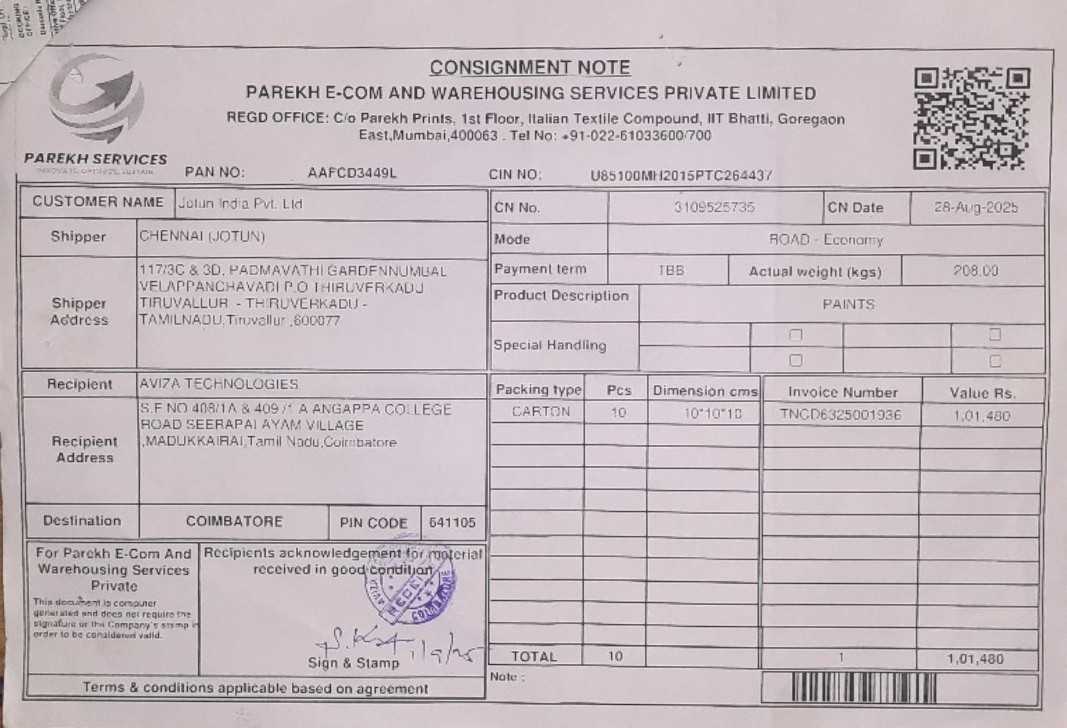 CONSIGNMENT NOTE
PAREKH E-COM AND WAREHOUSING SERVICES PRIVATE LIMITED
REGD OFFICE: C/o Parekh Prints, 1st Floor, Italian Textile Compound, IIT Bhatti, Goregaon
East,Mumbai,400063 . Tel No: +91-022-61033600/700
PAREKH SERVICES
PAN NO: AAFCD3449L CIN NO: U85100MH2015PTC264437
CUSTOMER NAME Jotun India Pvt. Ltd
CN No. 3109525735 CN Date 28-Aug-2025
Shipper CHENNAI (JOTUN)
Mode ROAD - Economy
Shipper Address
117/3C & 3D, PADMAVATHI GARDENNUMBAL
VELAPPANCHAVADI P.O THIRUVERKADU
TIRUVALLUR - THIRUVERKADU -
TAMILNADU,Tiruvallur ,600077
Payment term TBB Actual weight (kgs) 208.00
Product Description PAINTS
Special Handling
Recipient AVIZA TECHNOLOGIES
Recipient Address
S.F NO 408/1A & 409 /1 A ANGAPPA COLLEGE
ROAD SEERAPALAYAM VILLAGE
,MADUKKAIRAI,Tamil Nadu,Coimbatore
Packing type Pcs Dimension cms Invoice Number Value Rs.
CARTON 10 10*10*10 TNCD6325001936 1,01,480
Destination COIMBATORE PIN CODE 641105
For Parekh E-Com And
Warehousing Services
Private
This document is computer
generated and does not require the
signature or the Company's stamp in
order to be considered valid.
Recipients acknowledgement for material
received in good condition
COIMBATORE
1/9/25
Sign & Stamp
TOTAL 10 1 1,01,480
Note :
Terms & conditions applicable based on agreement